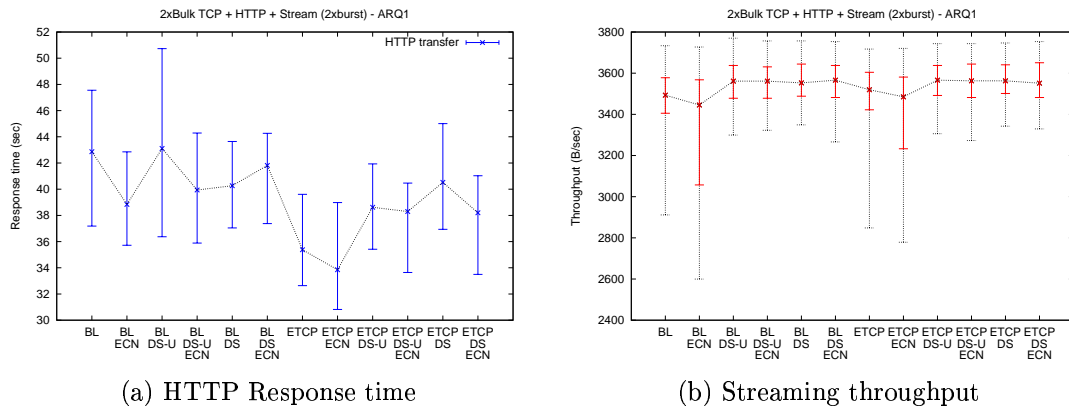 2xBulk TCP + HTTP + Stream (2xburst) - ARQ1
HTTP transfer
Response time (sec)
52
50
48
46
44
42
40
38
36
34
32
30
BL
BL ECN
BL DS-U
BL DS-U ECN
BL DS
BL DS ECN
ETCP
ETCP ECN
ETCP DS-U
ETCP DS-U ECN
ETCP DS
ETCP DS ECN
(a) HTTP Response time
2xBulk TCP + HTTP + Stream (2xburst) - ARQ1
Throughput (B/sec)
3800
3600
3400
3200
3000
2800
2600
2400
BL
BL ECN
BL DS-U
BL DS-U ECN
BL DS
BL DS ECN
ETCP
ETCP ECN
ETCP DS-U
ETCP DS-U ECN
ETCP DS
ETCP DS ECN
(b) Streaming throughput